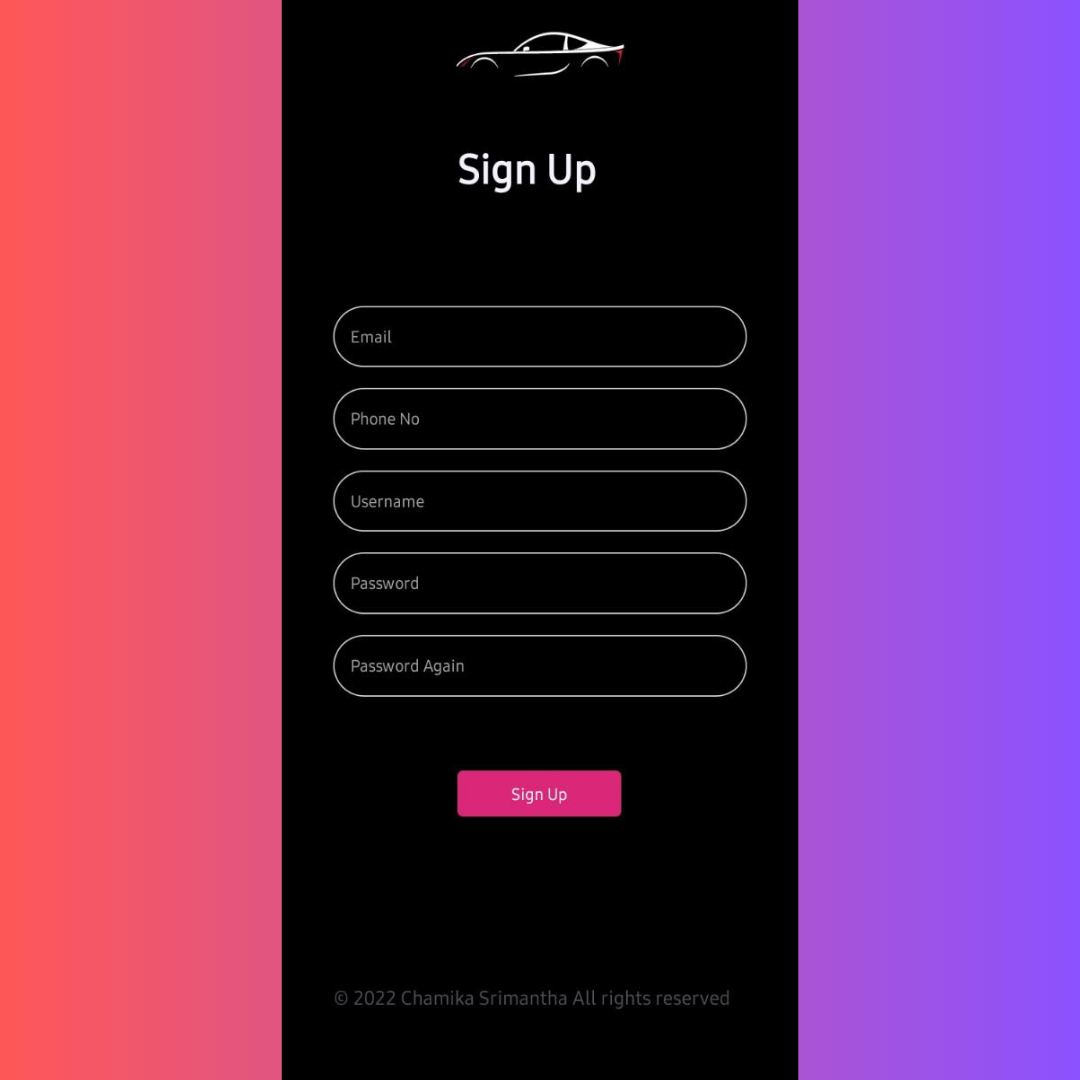 Sign Up
Email
Phone No
Username
Password
Password Again
Sign Up
© 2022 Chamika Srimantha All rights reserved